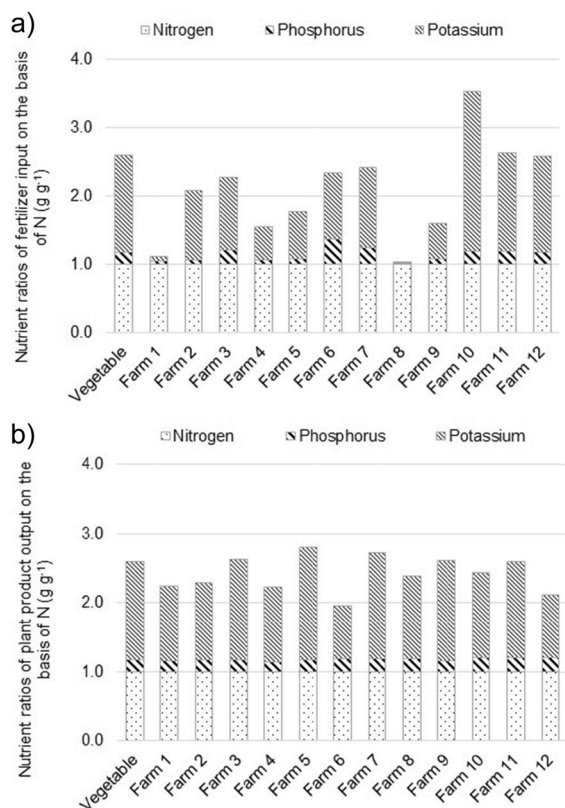 a)
Nitrogen Phosphorus Potassium
Nutrient ratios of fertilizer input on the basis
of N (g g⁻¹)
4.0
3.0
2.0
1.0
0.0
Vegetable
Farm 1
Farm 2
Farm 3
Farm 4
Farm 5
Farm 6
Farm 7
Farm 8
Farm 9
Farm 10
Farm 11
Farm 12
b)
Nitrogen Phosphorus Potassium
Nutrient ratios of plant product output on the
basis of N (g g⁻¹)
4.0
3.0
2.0
1.0
0.0
Vegetable
Farm 1
Farm 2
Farm 3
Farm 4
Farm 5
Farm 6
Farm 7
Farm 8
Farm 9
Farm 10
Farm 11
Farm 12